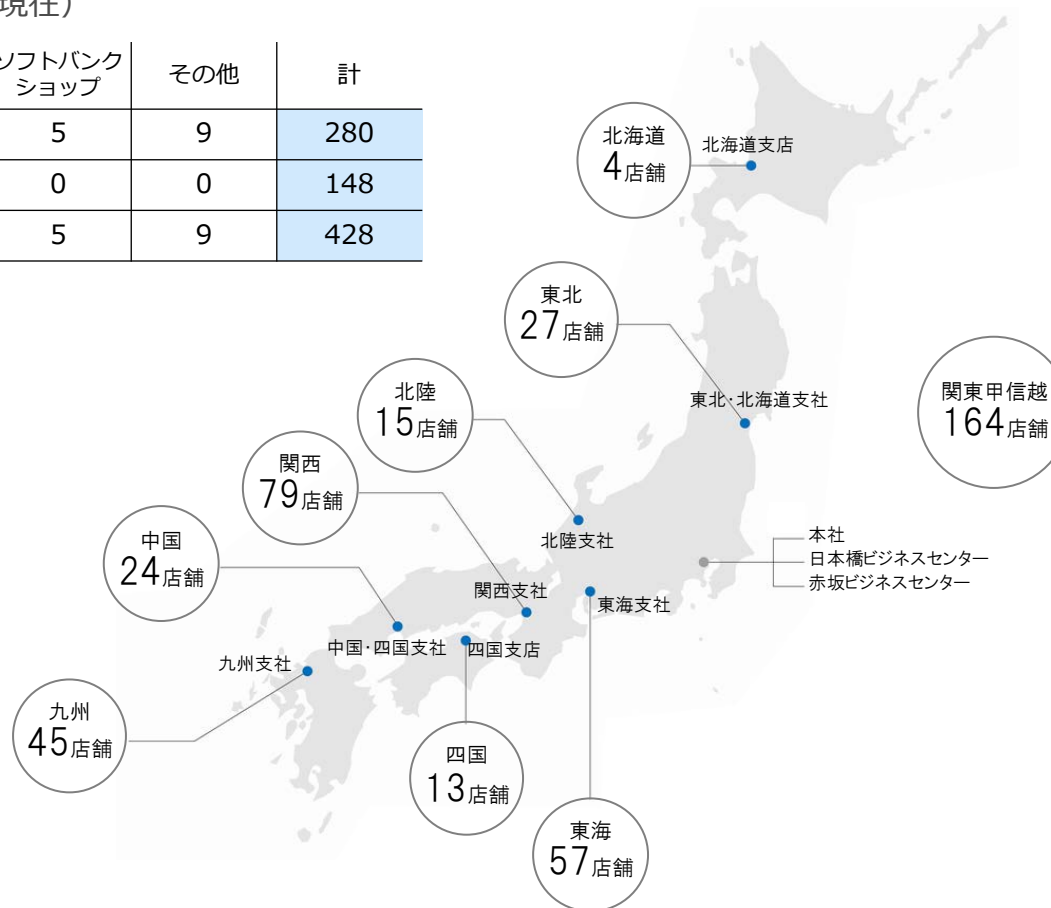 現在）
ソフトバンク
ショップ
その他
計
5 9 280
0 0 148
5 9 428
北海道
4店舗
北海道支店
東北
27店舗
東北・北海道支社
関東甲信越
164店舗
北陸
15店舗
北陸支社
関西
79店舗
関西支社
本社
日本橋ビジネスセンター
赤坂ビジネスセンター
中国
24店舗
中国・四国支社
東海支社
四国支店
九州支社
九州
45店舗
四国
13店舗
東海
57店舗